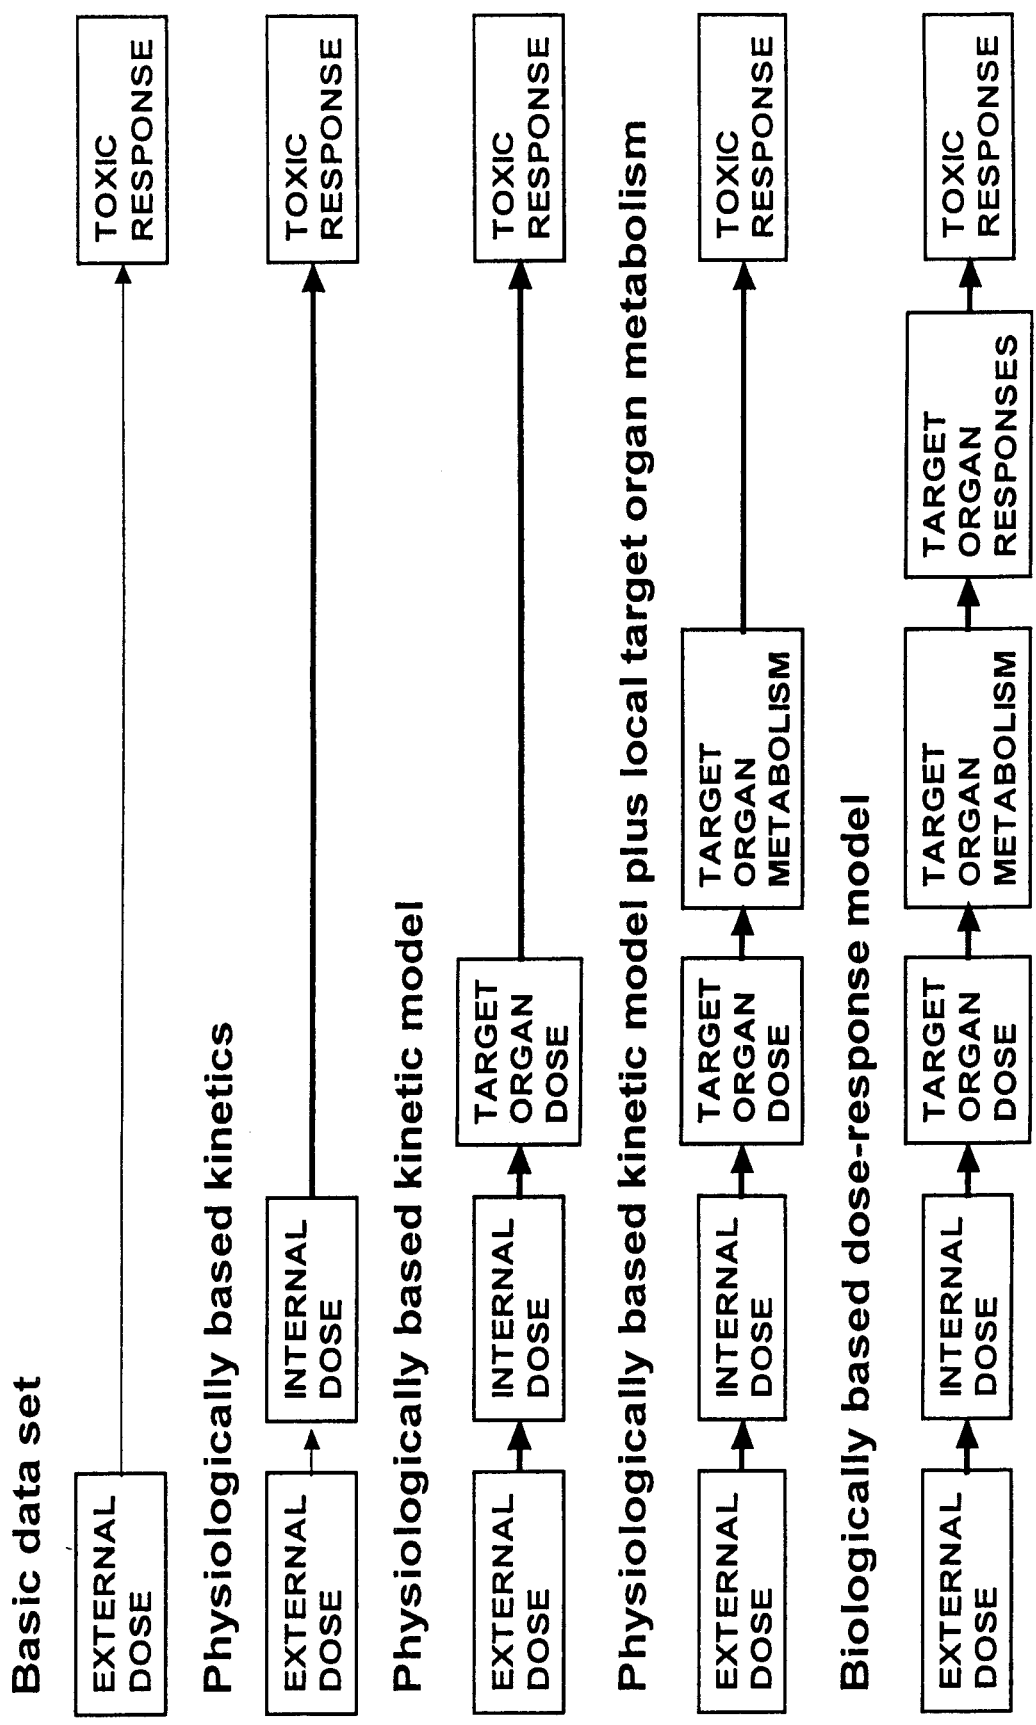 Basic data set
EXTERNAL
DOSE
TOXIC
RESPONSE
Physiologically based kinetics
EXTERNAL
DOSE
INTERNAL
DOSE
TOXIC
RESPONSE
Physiologically based kinetic model
EXTERNAL
DOSE
INTERNAL
DOSE
TARGET
ORGAN
DOSE
TOXIC
RESPONSE
Physiologically based kinetic model plus local target organ metabolism
EXTERNAL
DOSE
INTERNAL
DOSE
TARGET
ORGAN
DOSE
TARGET
ORGAN
METABOLISM
TOXIC
RESPONSE
Biologically based dose-response model
EXTERNAL
DOSE
INTERNAL
DOSE
TARGET
ORGAN
DOSE
TARGET
ORGAN
METABOLISM
TARGET
ORGAN
RESPONSES
TOXIC
RESPONSE